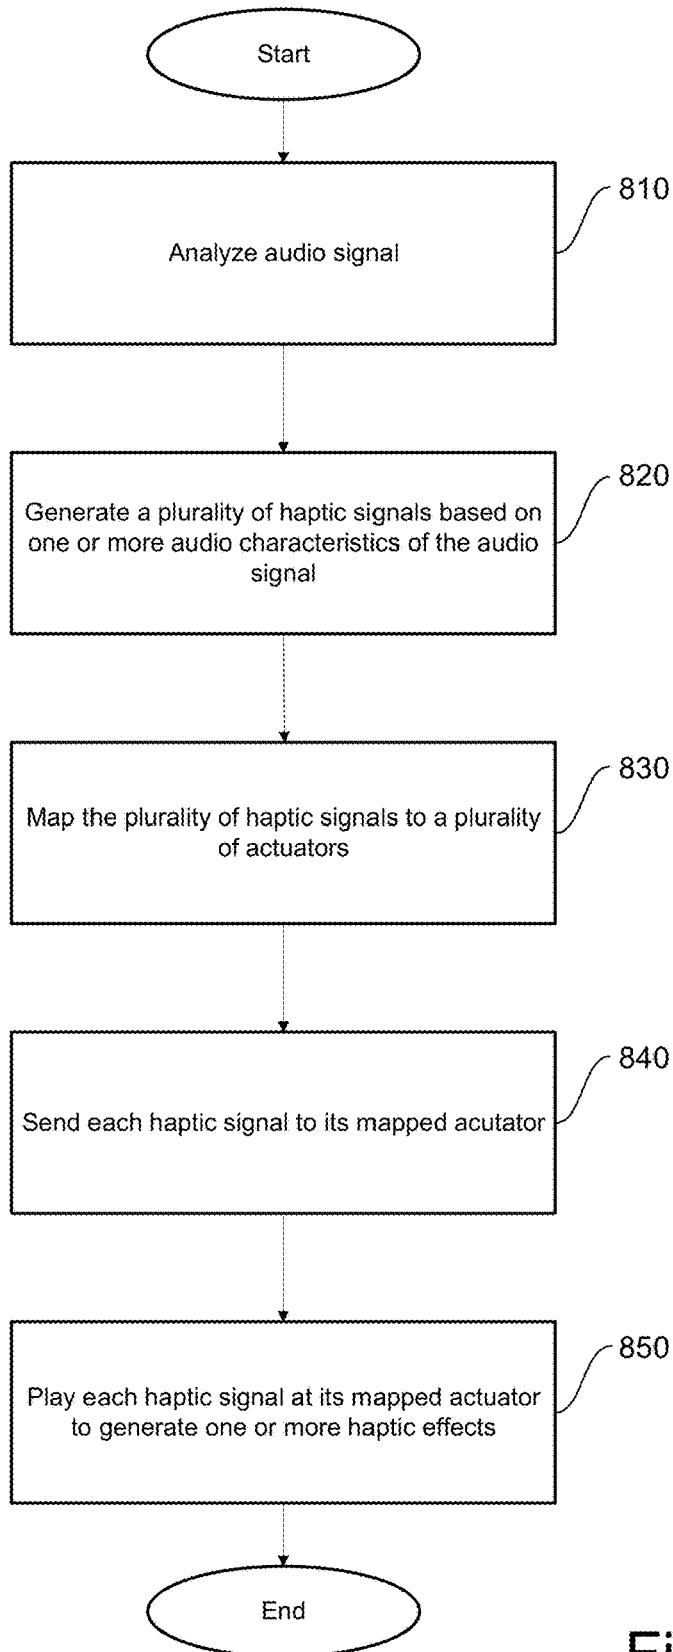 Start
810
Analyze audio signal
820
Generate a plurality of haptic signals based on
one or more audio characteristics of the audio
signal
830
Map the plurality of haptic signals to a plurality
of actuators
840
Send each haptic signal to its mapped acutator
850
Play each haptic signal at its mapped actuator
to generate one or more haptic effects
End